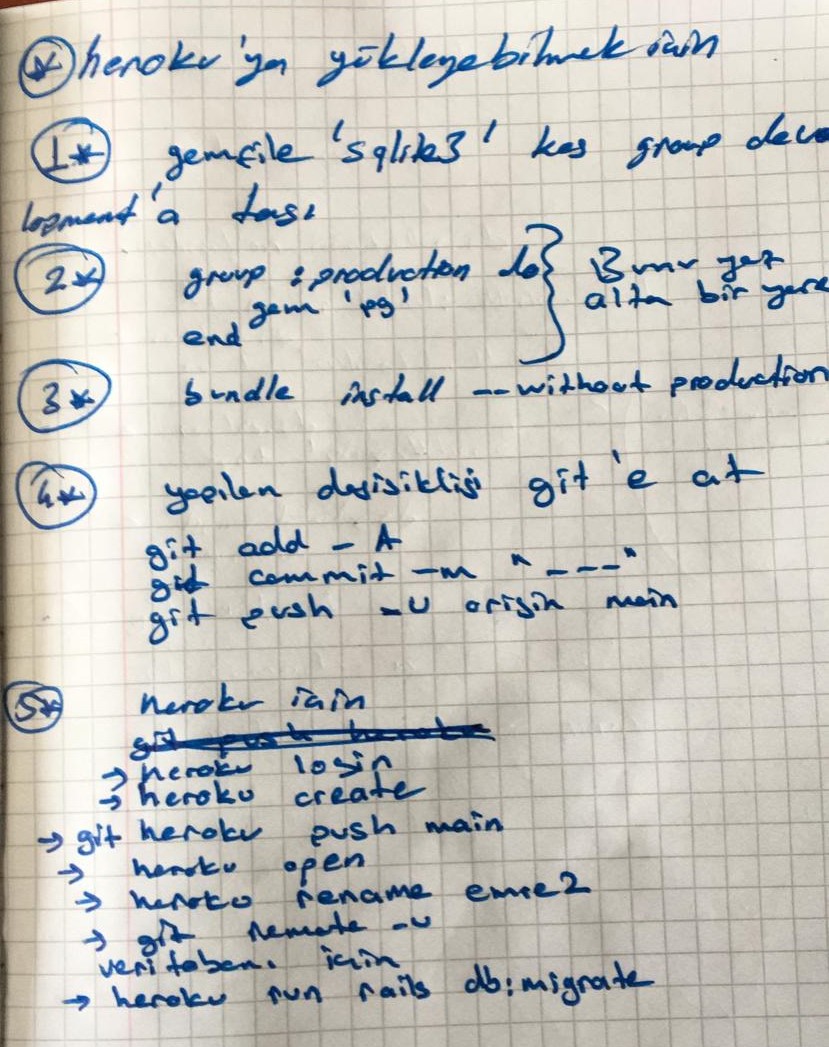 * heroku'ya yükleyebilmek için
1* gemfile 'sqlite3' kes group deve
lopment'a taşı
2* group :production do } Bunu yaz
gem 'pg' alta bir yere
end
3* bundle install --without production
4* yapılan değişikliği git'e at
git add -A
git commit -m "----"
git push -u origin main
5* heroku için
git push heroku
→ heroku login
→ heroku create
→ git heroku push main
→ heroku open
→ heroku rename emre2
→ git remote -u
veritabanı için
→ heroku run rails db:migrate